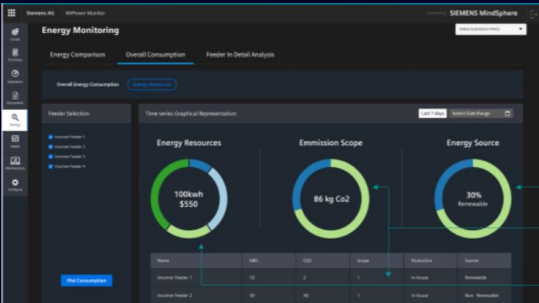 Siemens AG MPower Monitor
SIEMENS MindSphere
Energy Monitoring
Energy Comparison Overall Consumption Feeder In Detail Analysis
Overall Energy Consumption Energy Resources
Feeder Selection
Time series Graphical Representation
Last 7 days Select Date Range
Incomer Feeder 1
Incomer Feeder 2
Incomer Feeder 3
Incomer Feeder 4
Energy Resources Emmission Scope Energy Source
100kwh
$550
86 kg Co2
30%
Renewable
Name kWh CO2 Scope Production Source
Incomer Feeder 1 10 2 1 In house Renewable
Incomer Feeder 2 30 1 In house Non - Renewable
Plot Consumption
Energy
Configure